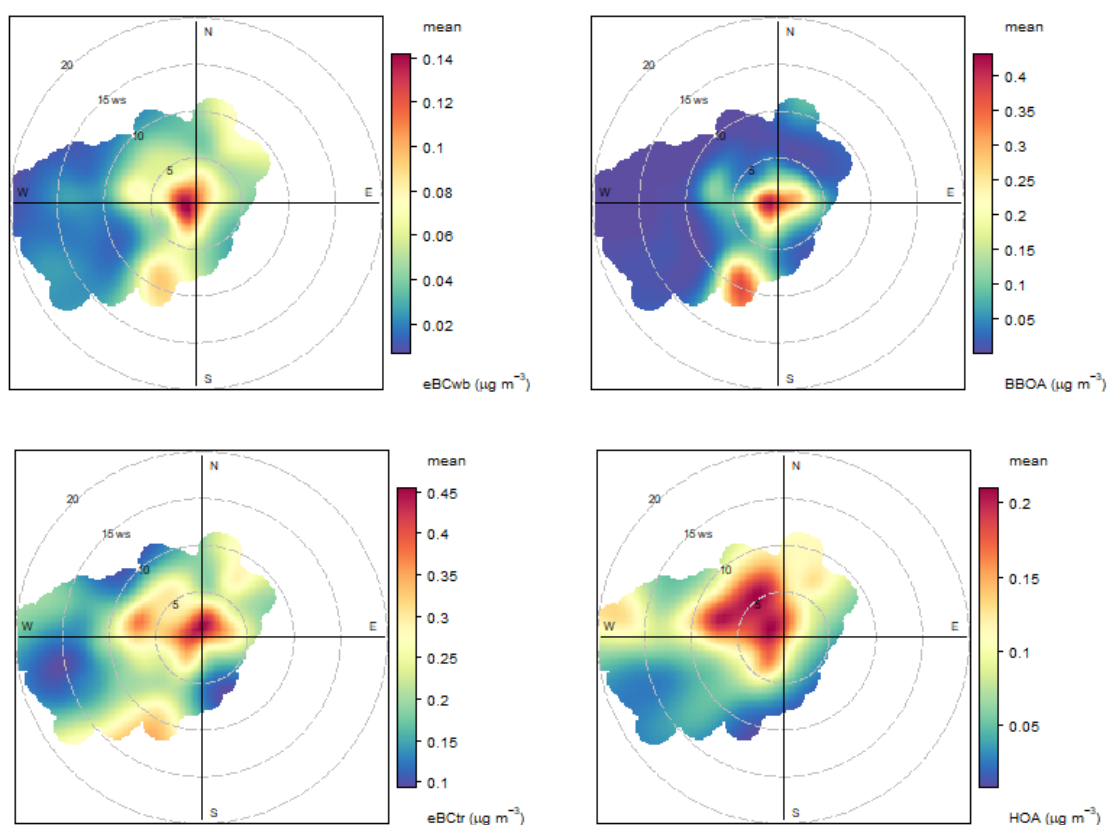 mean
N
20
15 ws
10
5
W
E
S
0.14
0.12
0.10
0.08
0.06
0.04
0.02
eBCwb (μg m⁻³)
mean
N
20
15 ws
10
5
W
E
S
0.4
0.35
0.3
0.25
0.2
0.15
0.1
0.05
BBOA (μg m⁻³)
mean
N
20
15 ws
10
5
W
E
S
0.45
0.4
0.35
0.3
0.25
0.2
0.15
0.1
eBCtr (μg m⁻³)
mean
N
20
15 ws
10
5
W
E
S
0.2
0.15
0.1
0.05
HOA (μg m⁻³)